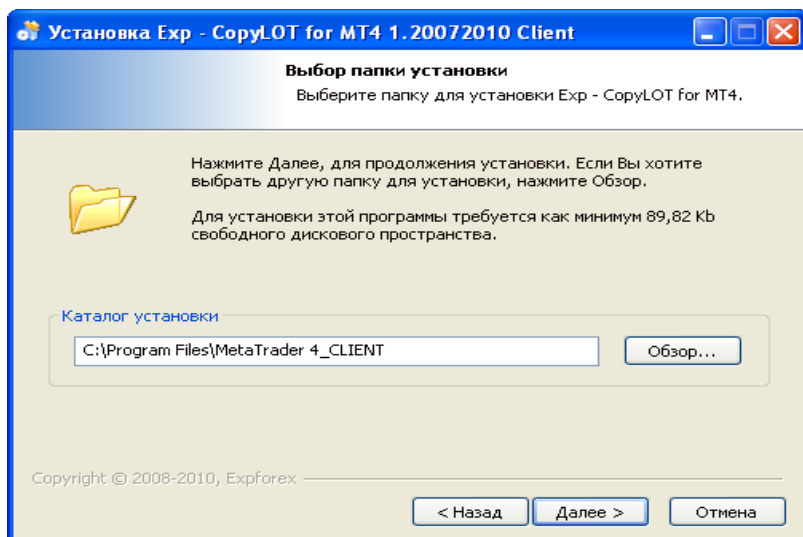 Установка Exp - CopyLOT for MT4 1.20072010 Client
Выбор папки установки
Выберите папку для установки Exp - CopyLOT for MT4.
Нажмите Далее, для продолжения установки. Если Вы хотите
выбрать другую папку для установки, нажмите Обзор.
Для установки этой программы требуется как минимум 89,82 Kb
свободного дискового пространства.
Каталог установки
C:\Program Files\MetaTrader 4_CLIENT
Обзор...
Copyright © 2008-2010, Expforex
< Назад
Далее >
Отмена